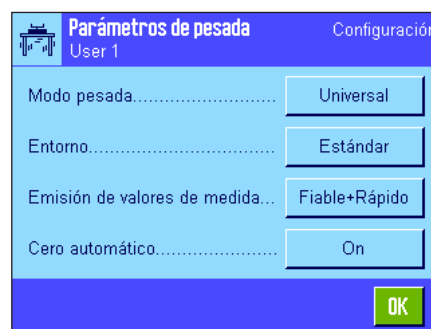 Parámetros de pesada Configuración
User 1
Modo pesada.......................... Universal
Entorno.................................. Estándar
Emisión de valores de medida... Fiable+Rápido
Cero automático...................... On
OK